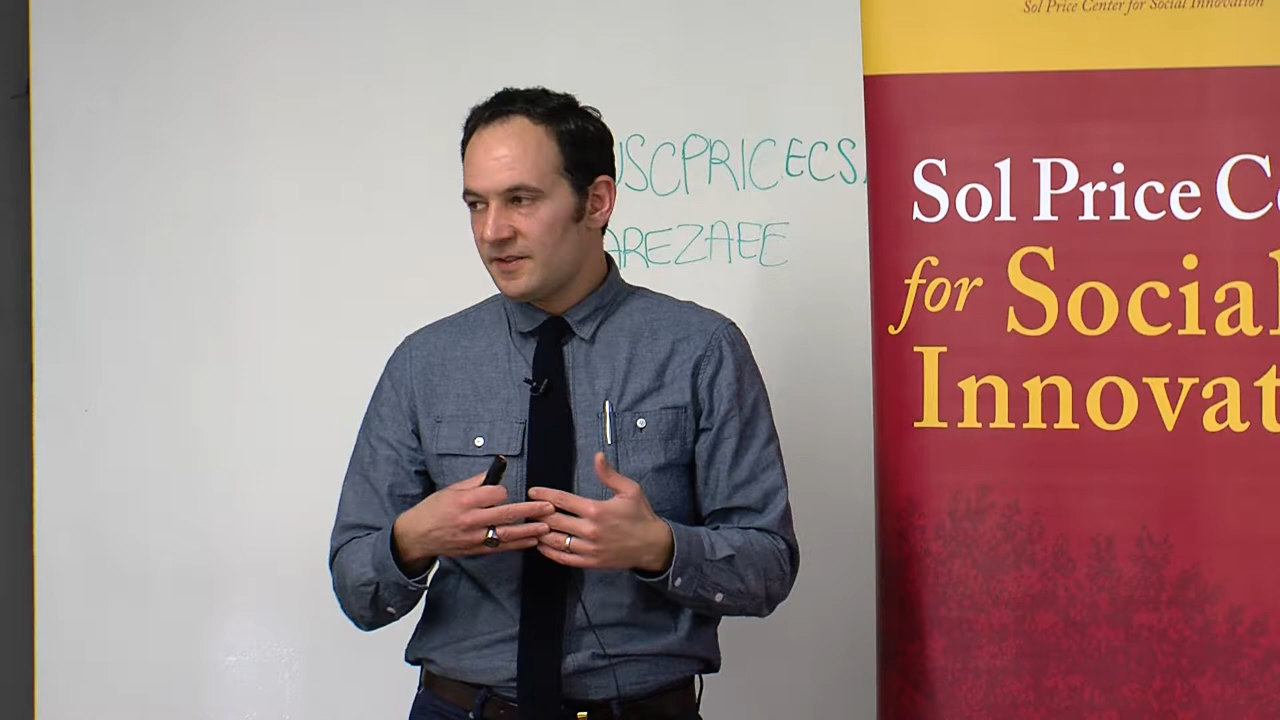 Sol Price Center for Social Innovation
USCPRICECS
AREZAEE
Sol Price C
for Social
Innovat